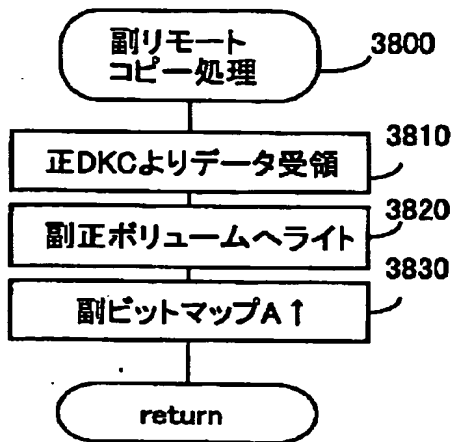 副リモート
コピー処理
3800
正DKCよりデータ受領
3810
副正ボリュームへライト
3820
副ビットマップA↑
3830
return